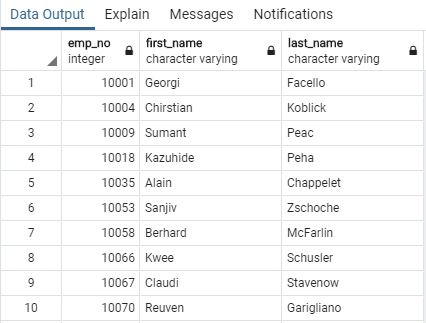 Data Output Explain Messages Notifications
emp_no first_name last_name
integer character varying character varying
1 10001 Georgi Facello
2 10004 Chirstian Koblick
3 10009 Sumant Peac
4 10018 Kazuhide Peha
5 10035 Alain Chappelet
6 10053 Sanjiv Zschoche
7 10058 Berhard McFarlin
8 10066 Kwee Schusler
9 10067 Claudi Stavenow
10 10070 Reuven Garigliano